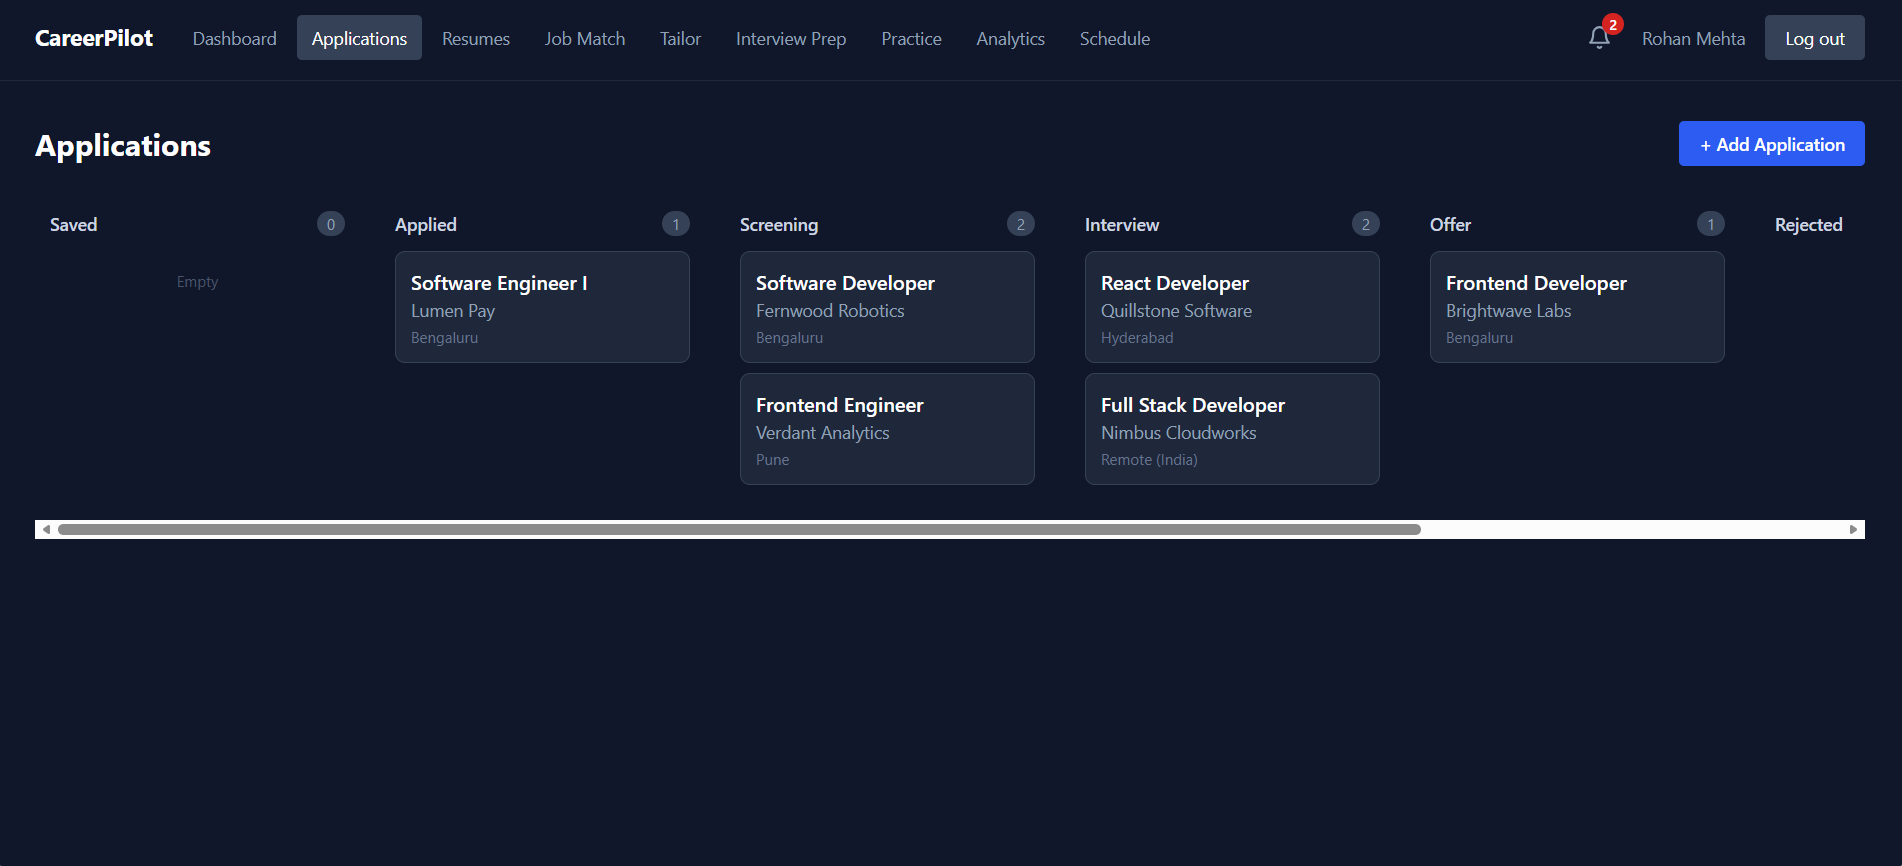 CareerPilot Dashboard Applications Resumes Job Match Tailor Interview Prep Practice Analytics Schedule 2 Rohan Mehta Log out
Applications
+ Add Application
Saved 0
Empty
Applied 1
Software Engineer I
Lumen Pay
Bengaluru
Screening 2
Software Developer
Fernwood Robotics
Bengaluru
Frontend Engineer
Verdant Analytics
Pune
Interview 2
React Developer
Quillstone Software
Hyderabad
Full Stack Developer
Nimbus Cloudworks
Remote (India)
Offer 1
Frontend Developer
Brightwave Labs
Bengaluru
Rejected